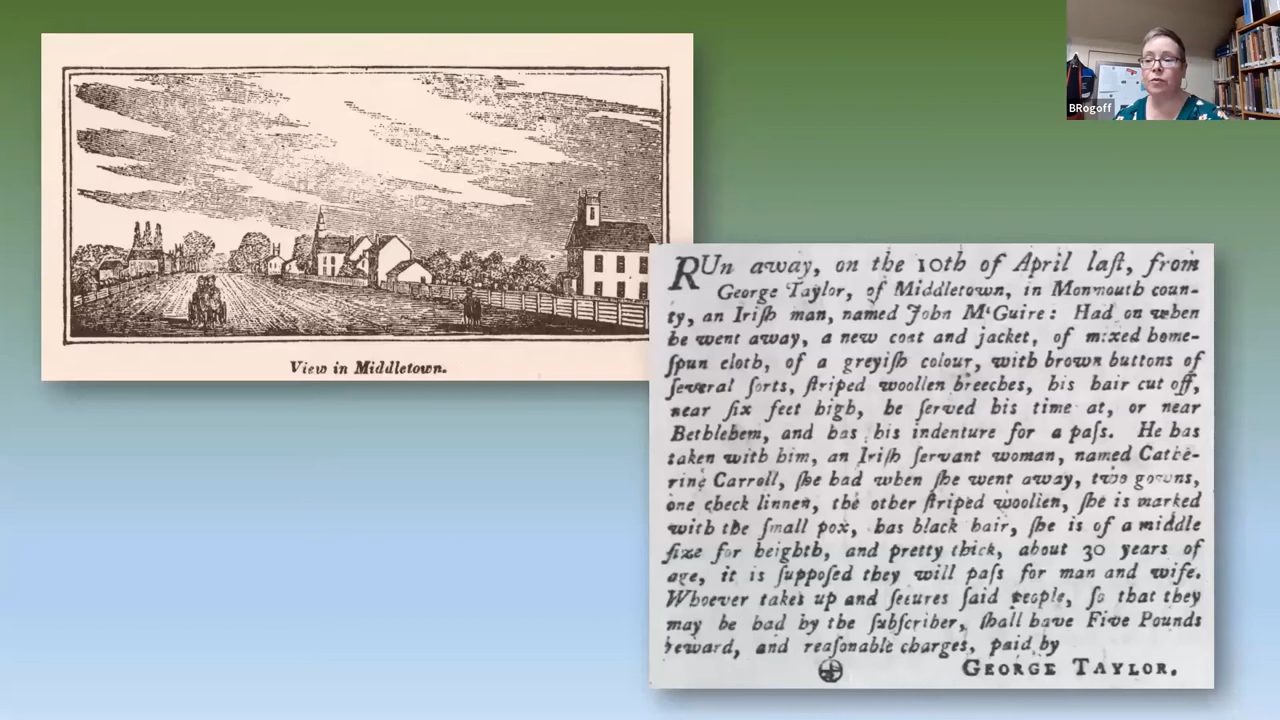 BRogoff
View in Middletown.
RUn away, on the 10th of April laſt, from
George Taylor, of Middletown, in Monmouth coun-
ty, an Iriſh man, named John McGuire: Had on when
he went away, a new coat and jacket, of mixed home-
ſpun cloth, of a greyiſh colour, with brown buttons of
ſeveral ſorts, ſtriped woollen breeches, his hair cut off,
near ſix feet high, he ſerved his time at, or near
Bethlehem, and has his indenture for a paſs. He has
taken with him, an Iriſh ſervant woman, named Cathe-
rine Carroll, ſhe had when ſhe went away, two gowns,
one check linnen, the other ſtriped woollen, ſhe is marked
with the ſmall pox, has black hair, ſhe is of a middle
ſize for heighth, and pretty thick, about 30 years of
age, it is ſuppoſed they will paſs for man and wife.
Whoever takes up and ſecures ſaid people, ſo that they
may be had by the ſubſcriber, ſhall have Five Pounds
reward, and reaſonable charges, paid by
GEORGE TAYLOR.